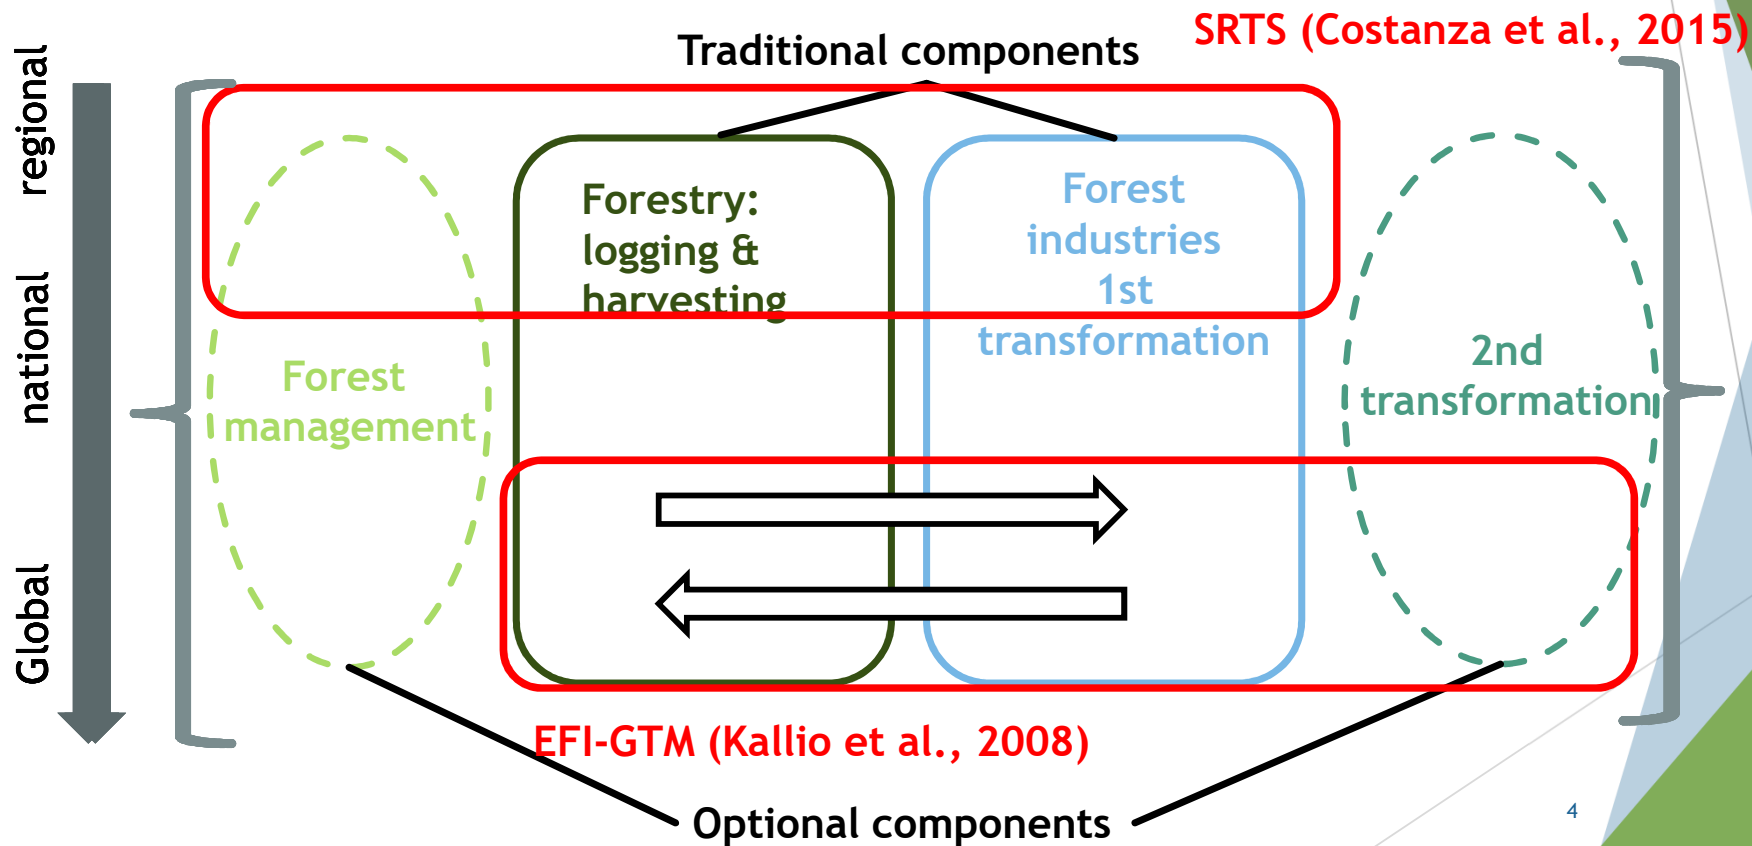 SRTS (Costanza et al., 2015)
Traditional components
regional
national
Global
Forestry:
logging &
harvesting
Forest
industries
1st
transformation
Forest
management
2nd
transformation
EFI-GTM (Kallio et al., 2008)
Optional components
4